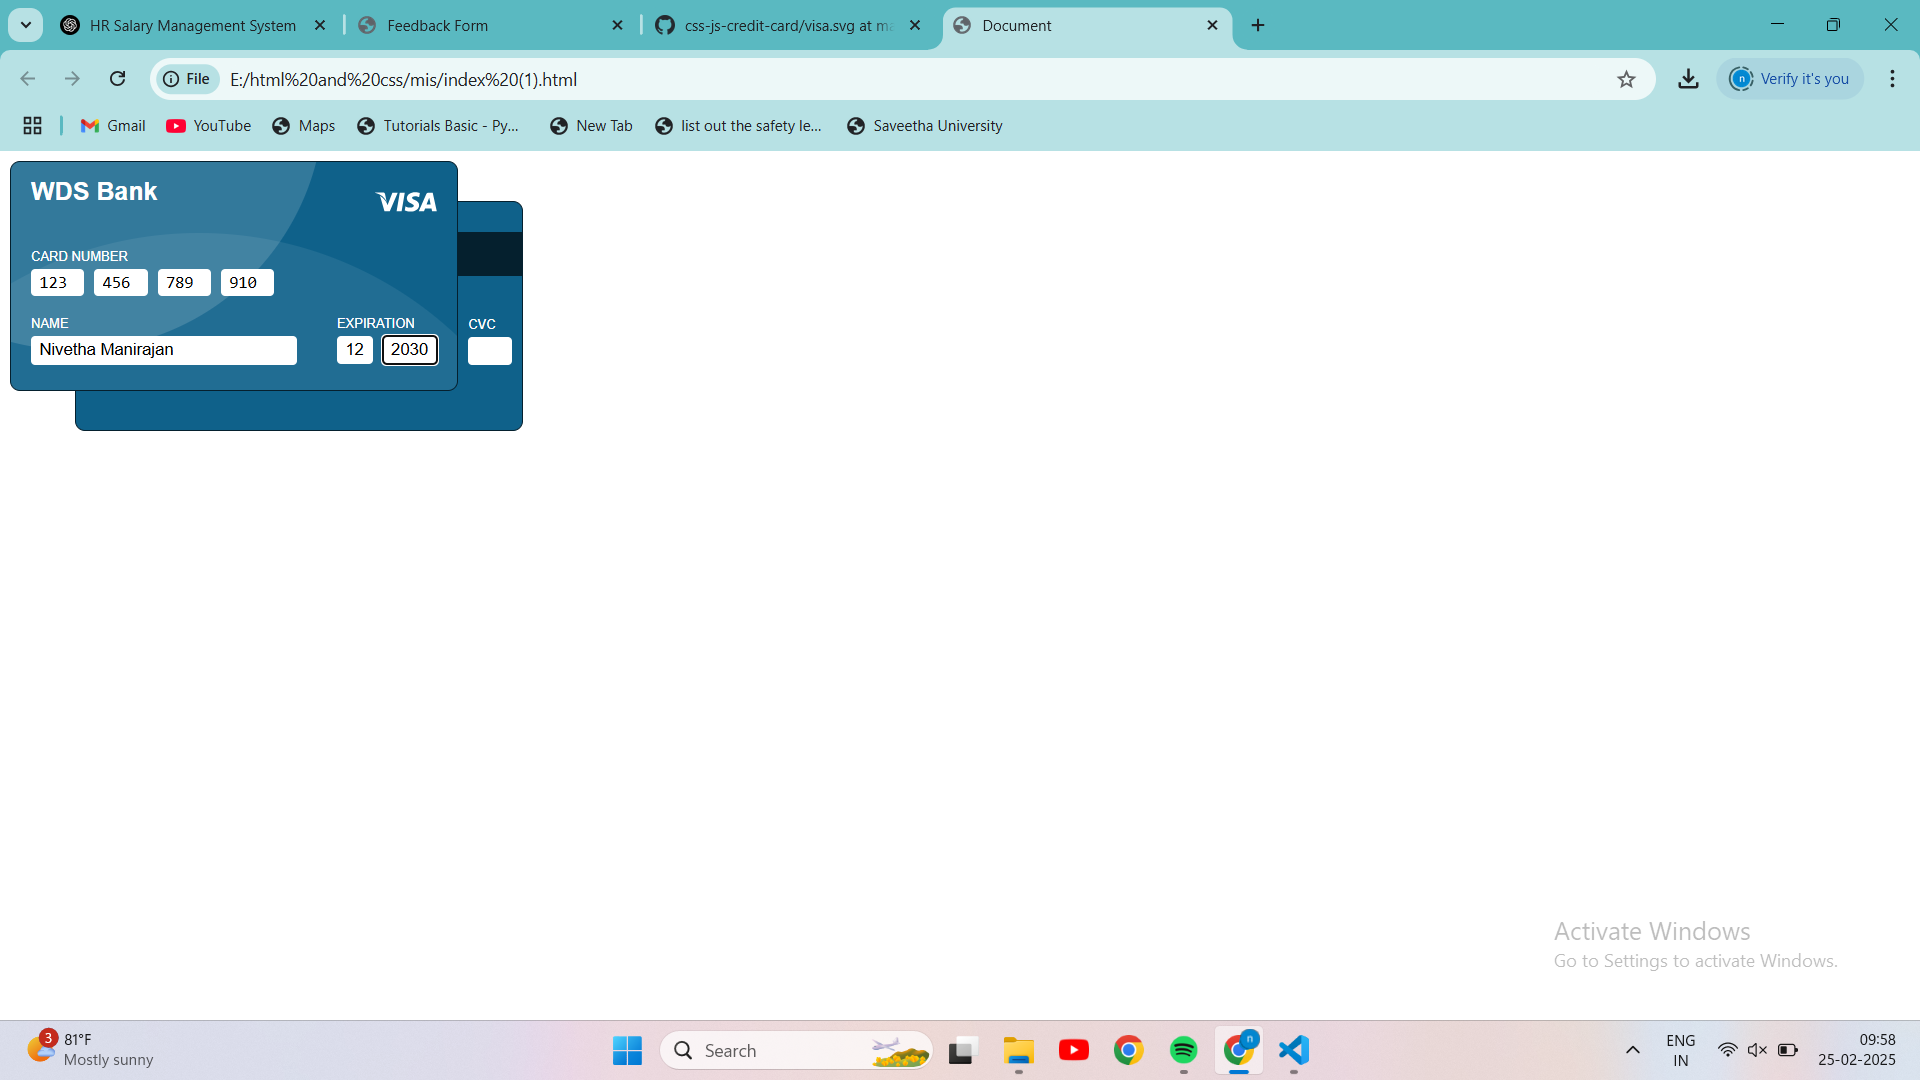 HR Salary Management System
Feedback Form
css-js-credit-card/visa.svg at ma
Document
File
E:/html%20and%20css/mis/index%20(1).html
n
Verify it's you
Gmail
YouTube
Maps
Tutorials Basic - Py...
New Tab
list out the safety le...
Saveetha University
WDS Bank
VISA
CARD NUMBER
123 456 789 910
NAME
EXPIRATION
CVC
Nivetha Manirajan
12 2030
Activate Windows
Go to Settings to activate Windows.
3
81°F
Mostly sunny
Search
n
ENG
IN
09:58
25-02-2025